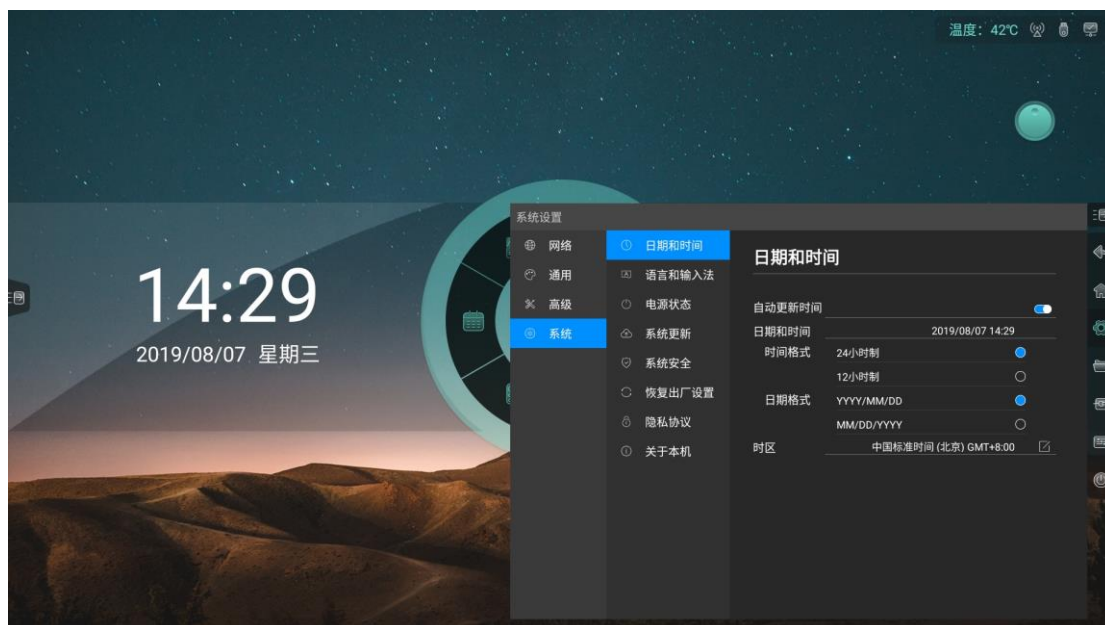 温度：42℃
14:29
2019/08/07 星期三
系统设置
网络
通用
高级
系统
日期和时间
语言和输入法
电源状态
系统更新
系统安全
恢复出厂设置
隐私协议
关于本机
日期和时间
自动更新时间
日期和时间 2019/08/07 14:29
时间格式 24小时制
12小时制
日期格式 YYYY/MM/DD
MM/DD/YYYY
时区 中国标准时间 (北京) GMT+8:00